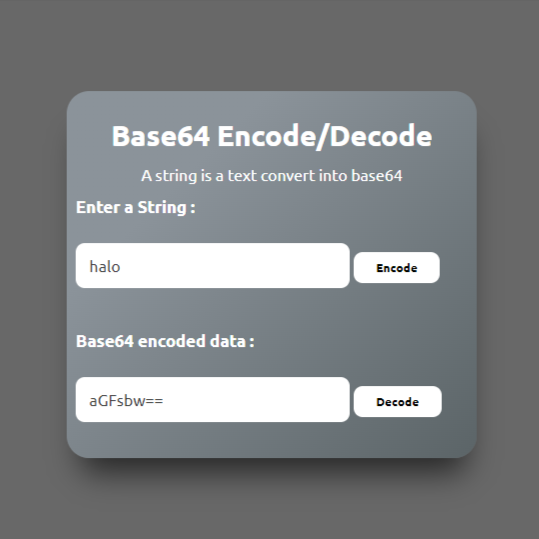 Base64 Encode/Decode
A string is a text convert into base64
Enter a String :
halo
Encode
Base64 encoded data :
aGFsbw==
Decode